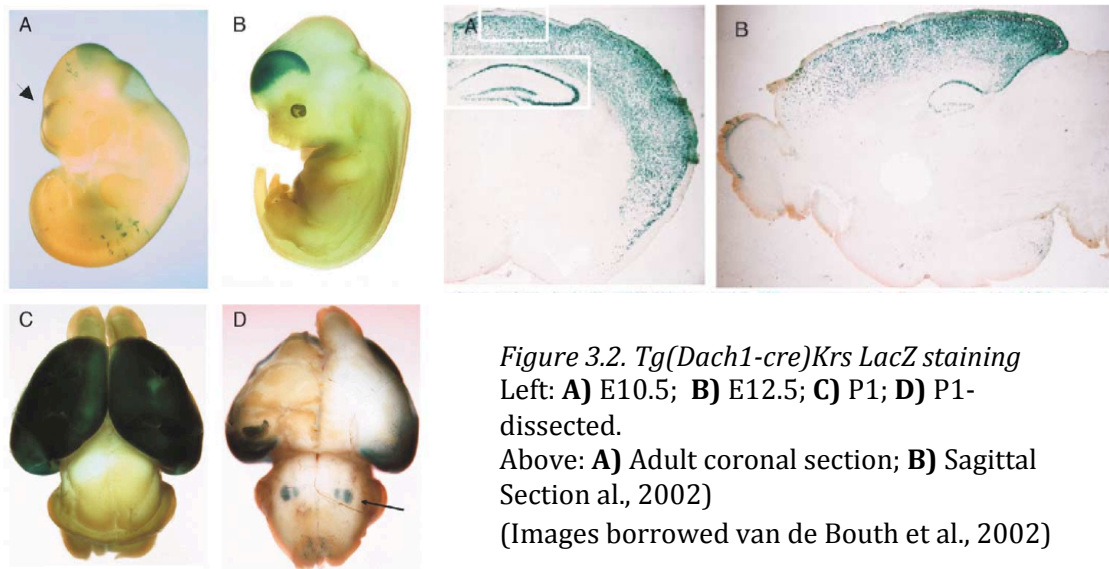 A
B
A
B
C
D
Figure 3.2. Tg(Dach1-cre)Krs LacZ staining
Left: A) E10.5; B) E12.5; C) P1; D) P1-
dissected.
Above: A) Adult coronal section; B) Sagittal
Section al., 2002)
(Images borrowed van de Bouth et al., 2002)